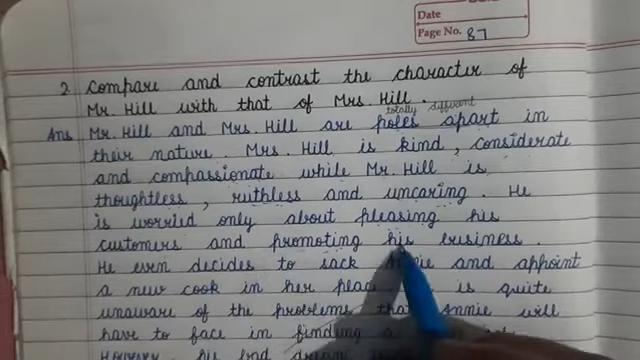 Date
Page No. 87
2 Compare and contrast the character of
Mr. Hill with that of Mrs. Hill.
totally different
Ans Mr. Hill and Mrs. Hill are poles apart in
their nature. Mrs. Hill is kind, considerate
and compassionate while Mr. Hill is
thoughtless, ruthless and uncaring. He
is worried only about pleasing his
customers and promoting his business.
He even decides to sack and appoint
a new cook in her is quite
unaware of the problems that Annie will
have to face in finding a
However, his